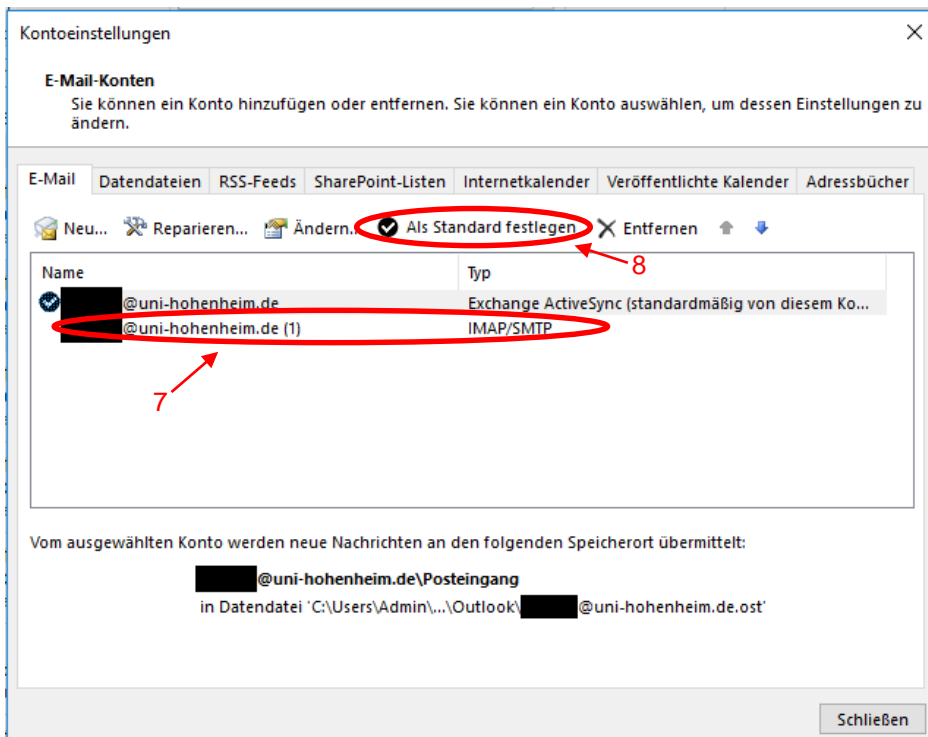 Kontoeinstellungen
E-Mail-Konten
Sie können ein Konto hinzufügen oder entfernen. Sie können ein Konto auswählen, um dessen Einstellungen zu
ändern.
E-Mail Datendateien RSS-Feeds SharePoint-Listen Internetkalender Veröffentlichte Kalender Adressbücher
Neu... Reparieren... Ändern... Als Standard festlegen Entfernen
8
Name Typ
@uni-hohenheim.de Exchange ActiveSync (standardmäßig von diesem Ko...
@uni-hohenheim.de (1) IMAP/SMTP
7
Vom ausgewählten Konto werden neue Nachrichten an den folgenden Speicherort übermittelt:
@uni-hohenheim.de\Posteingang
in Datendatei 'C:\Users\Admin\...\Outlook\ @uni-hohenheim.de.ost'
Schließen